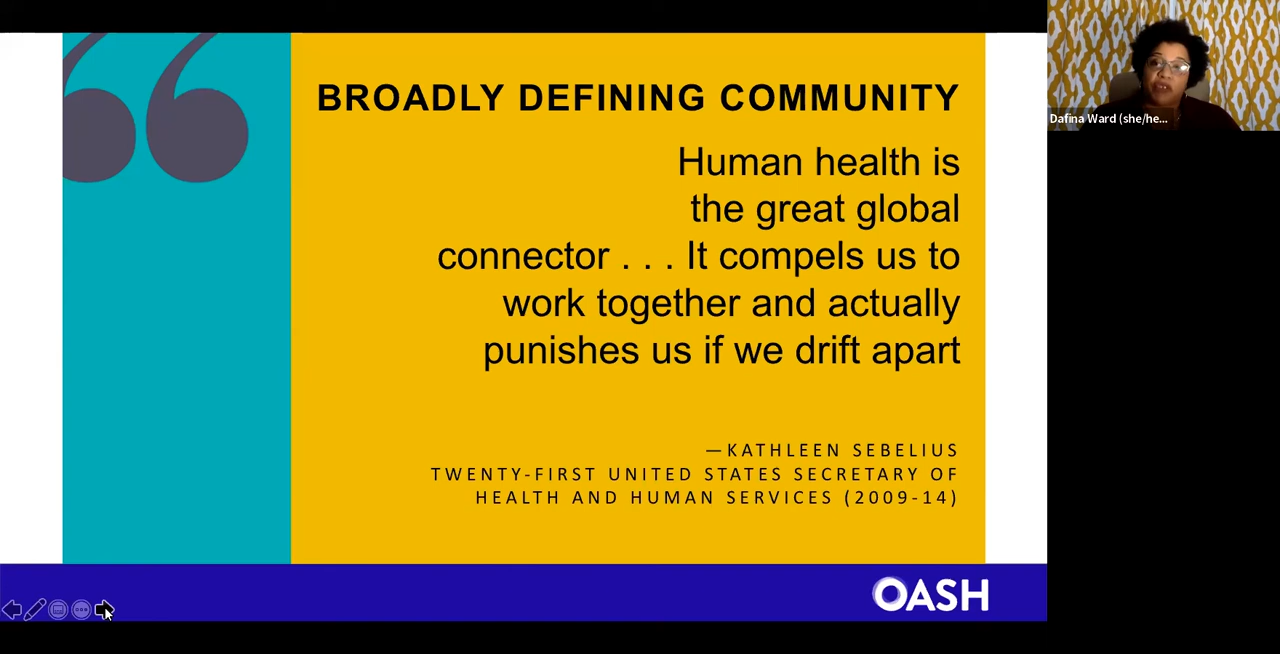 BROADLY DEFINING COMMUNITY
Human health is
the great global
connector . . . It compels us to
work together and actually
punishes us if we drift apart
—KATHLEEN SEBELIUS
TWENTY-FIRST UNITED STATES SECRETARY OF
HEALTH AND HUMAN SERVICES (2009-14)
OASH
Dafina Ward (she/he...